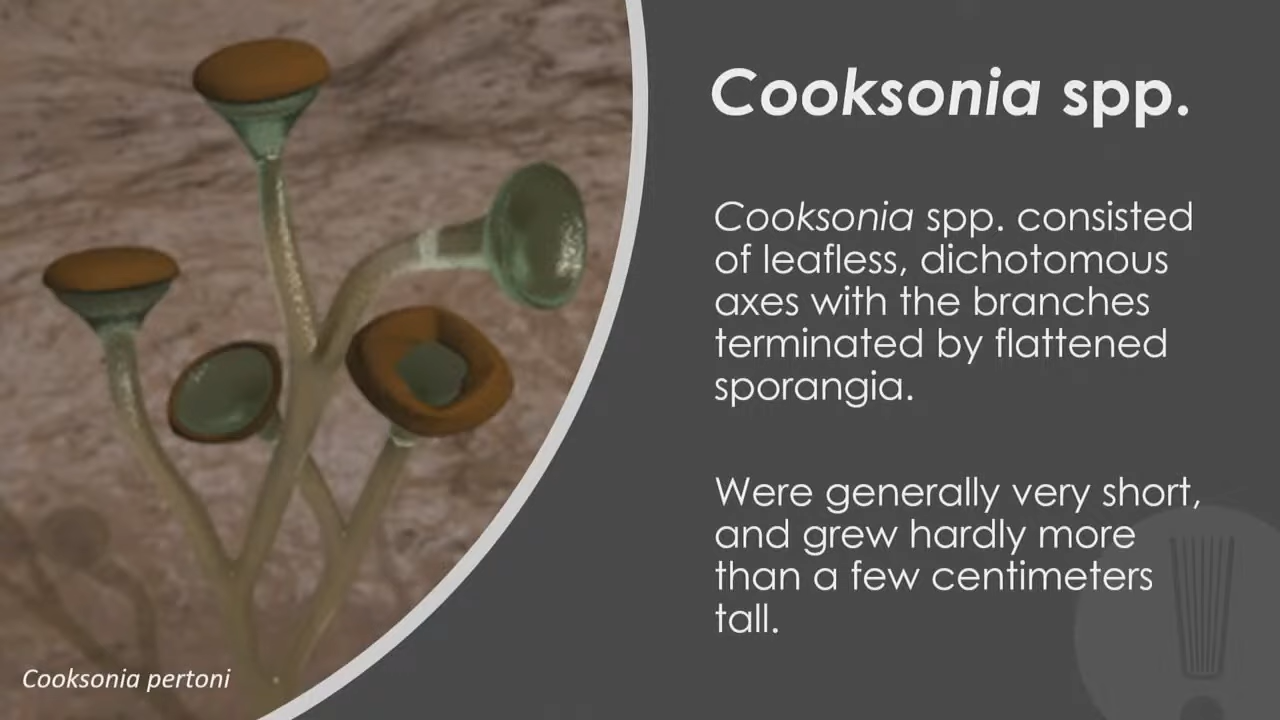 Cooksonia spp.
Cooksonia spp. consisted
of leafless, dichotomous
axes with the branches
terminated by flattened
sporangia.
Were generally very short,
and grew hardly more
than a few centimeters
tall.
Cooksonia pertoni